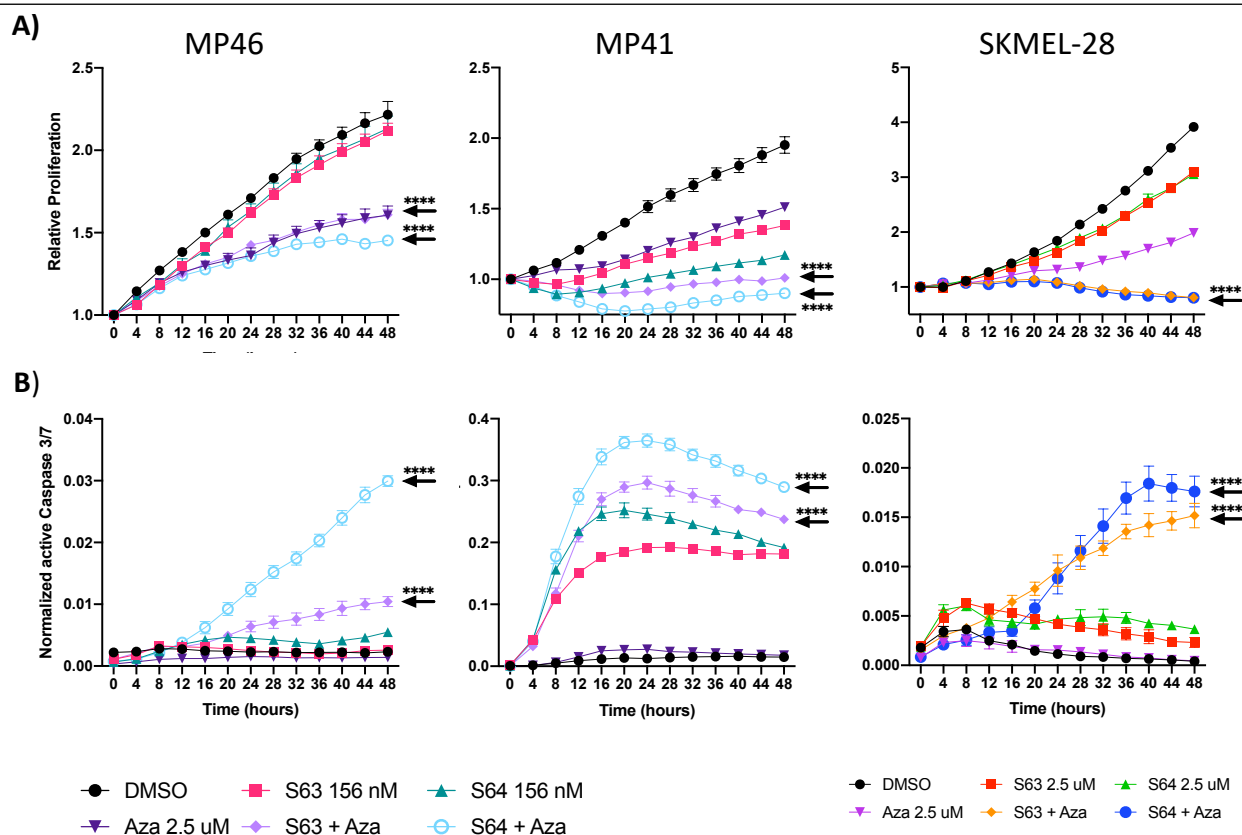 A)
MP46
MP41
SKMEL-28
Relative Proliferation
2.5
2.0
1.5
1.0
0 4 8 12 16 20 24 28 32 36 40 44 48
****
****
2.5
2.0
1.5
1.0
0.5
0 4 8 12 16 20 24 28 32 36 40 44 48
****
****
5
4
3
2
1
0 4 8 12 16 20 24 28 32 36 40 44 48
****
B)
Normalized active Caspase 3/7
0.04
0.03
0.02
0.01
0.00
0 4 8 12 16 20 24 28 32 36 40 44 48
Time (hours)
****
****
0.4
0.3
0.2
0.1
0.0
0 4 8 12 16 20 24 28 32 36 40 44 48
Time (hours)
****
****
0.025
0.020
0.015
0.010
0.005
0.000
0 4 8 12 16 20 24 28 32 36 40 44 48
Time (hours)
****
****
DMSO S63 156 nM S64 156 nM
Aza 2.5 uM S63 + Aza S64 + Aza
DMSO S63 2.5 uM S64 2.5 uM
Aza 2.5 uM S63 + Aza S64 + Aza